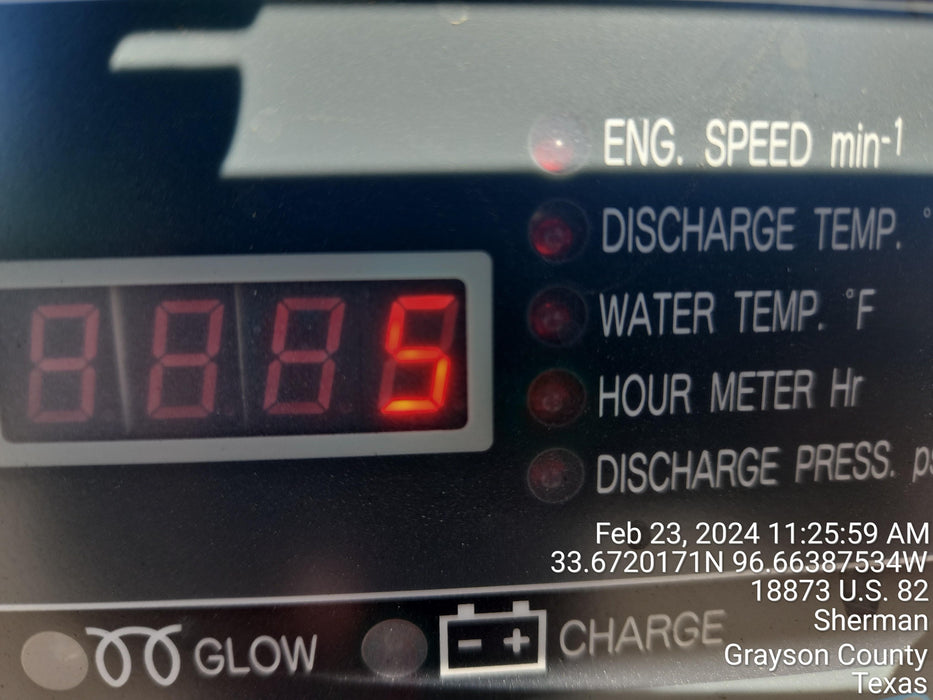 ENG. SPEED min-1
DISCHARGE TEMP. °
WATER TEMP. °F
5
HOUR METER Hr
DISCHARGE PRESS. ps
Feb 23, 2024 11:25:59 AM
33.6720171N 96.66387534W
18873 U.S. 82
Sherman
Grayson County
Texas
GLOW
- +
CHARGE